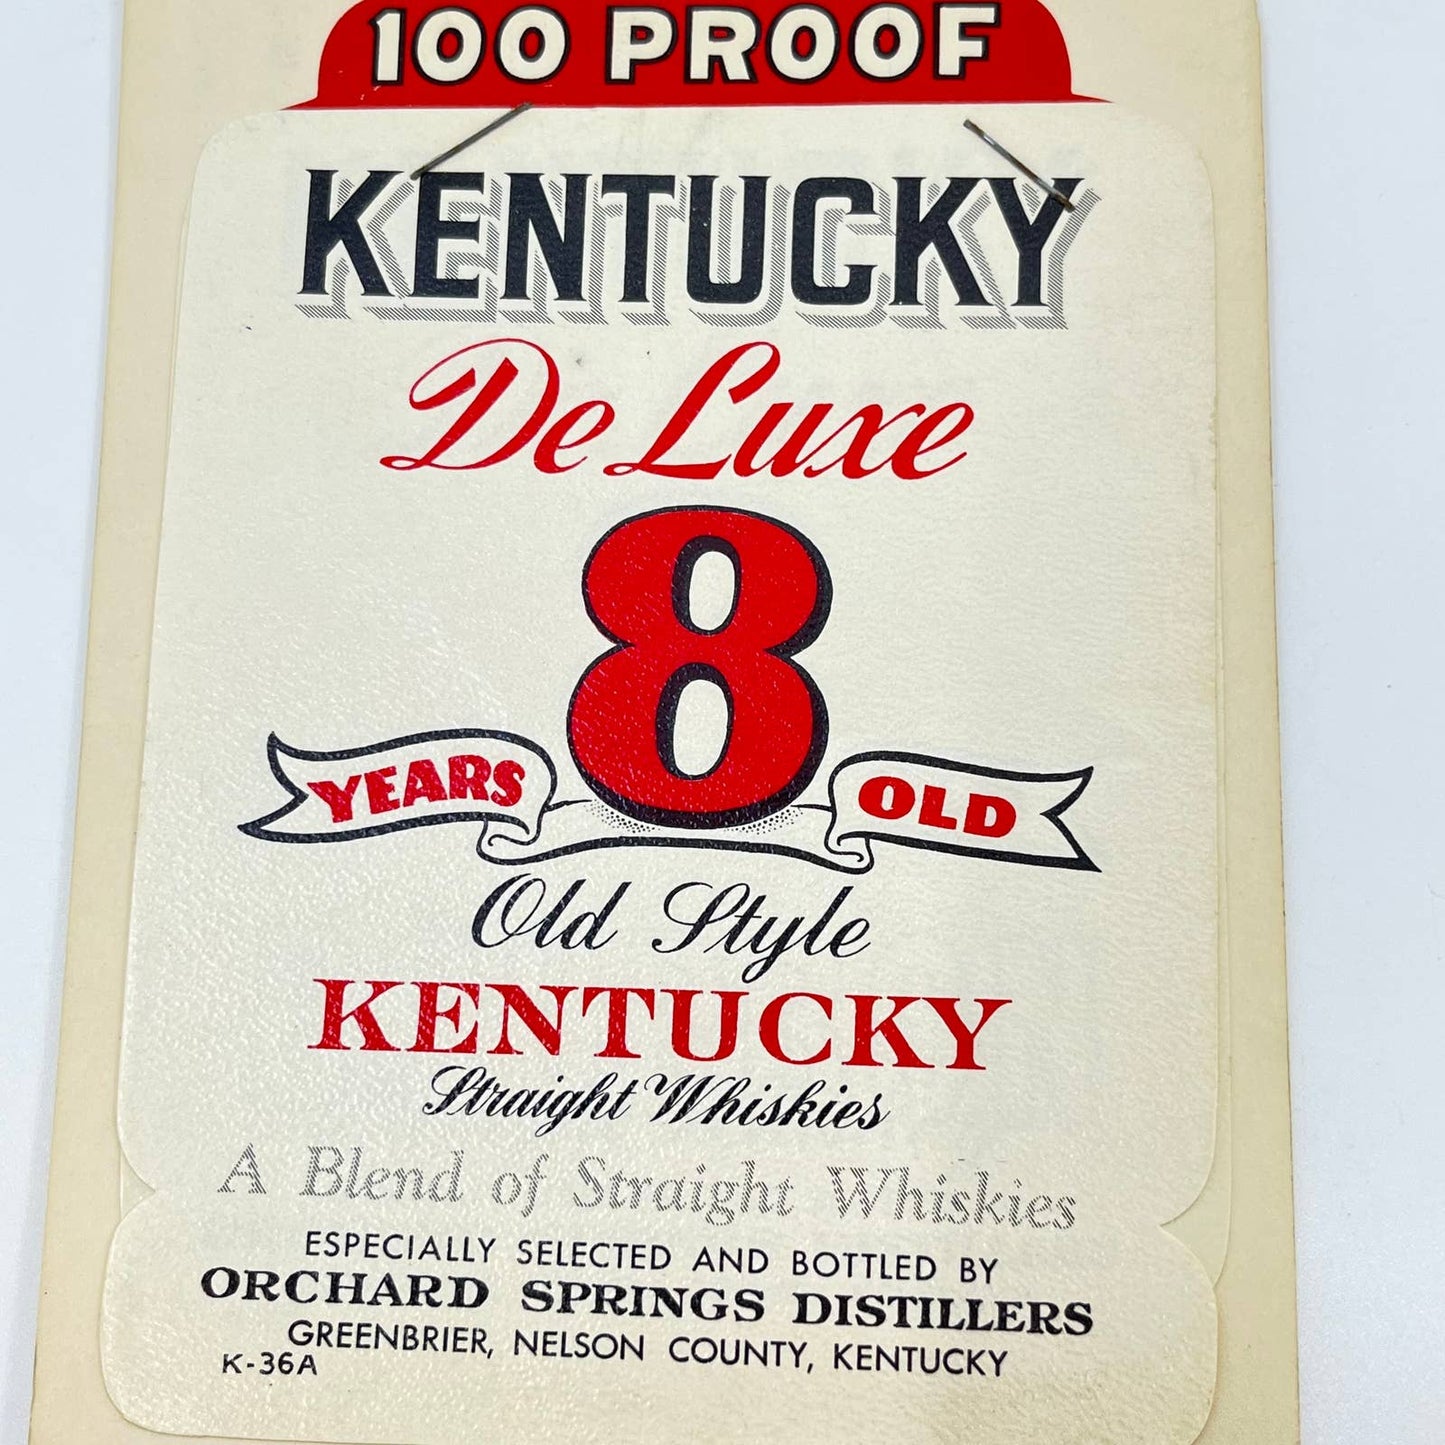 100 PROOF
KENTUCKY
De Luxe
8
YEARS OLD
Old Style
KENTUCKY
Straight Whiskies
A Blend of Straight Whiskies
ESPECIALLY SELECTED AND BOTTLED BY
ORCHARD SPRINGS DISTILLERS
GREENBRIER, NELSON COUNTY, KENTUCKY
K-36A